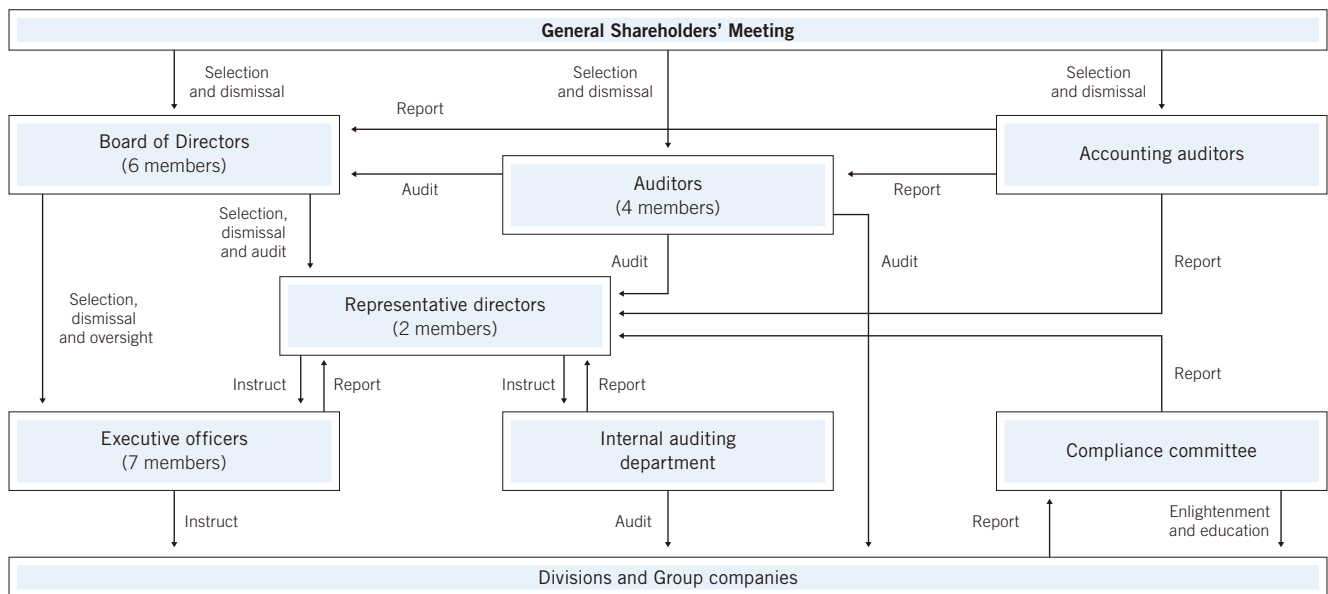 General Shareholders’ Meeting
Selection
and dismissal
Selection
and dismissal
Selection
and dismissal
Report
Board of Directors
(6 members)
Accounting auditors
Auditors
(4 members)
Audit
Report
Selection,
dismissal
and audit
Audit
Audit
Report
Representative directors
(2 members)
Selection,
dismissal
and oversight
Instruct
Report
Instruct
Report
Report
Executive officers
(7 members)
Internal auditing
department
Compliance committee
Instruct
Audit
Report
Enlightenment
and education
Divisions and Group companies